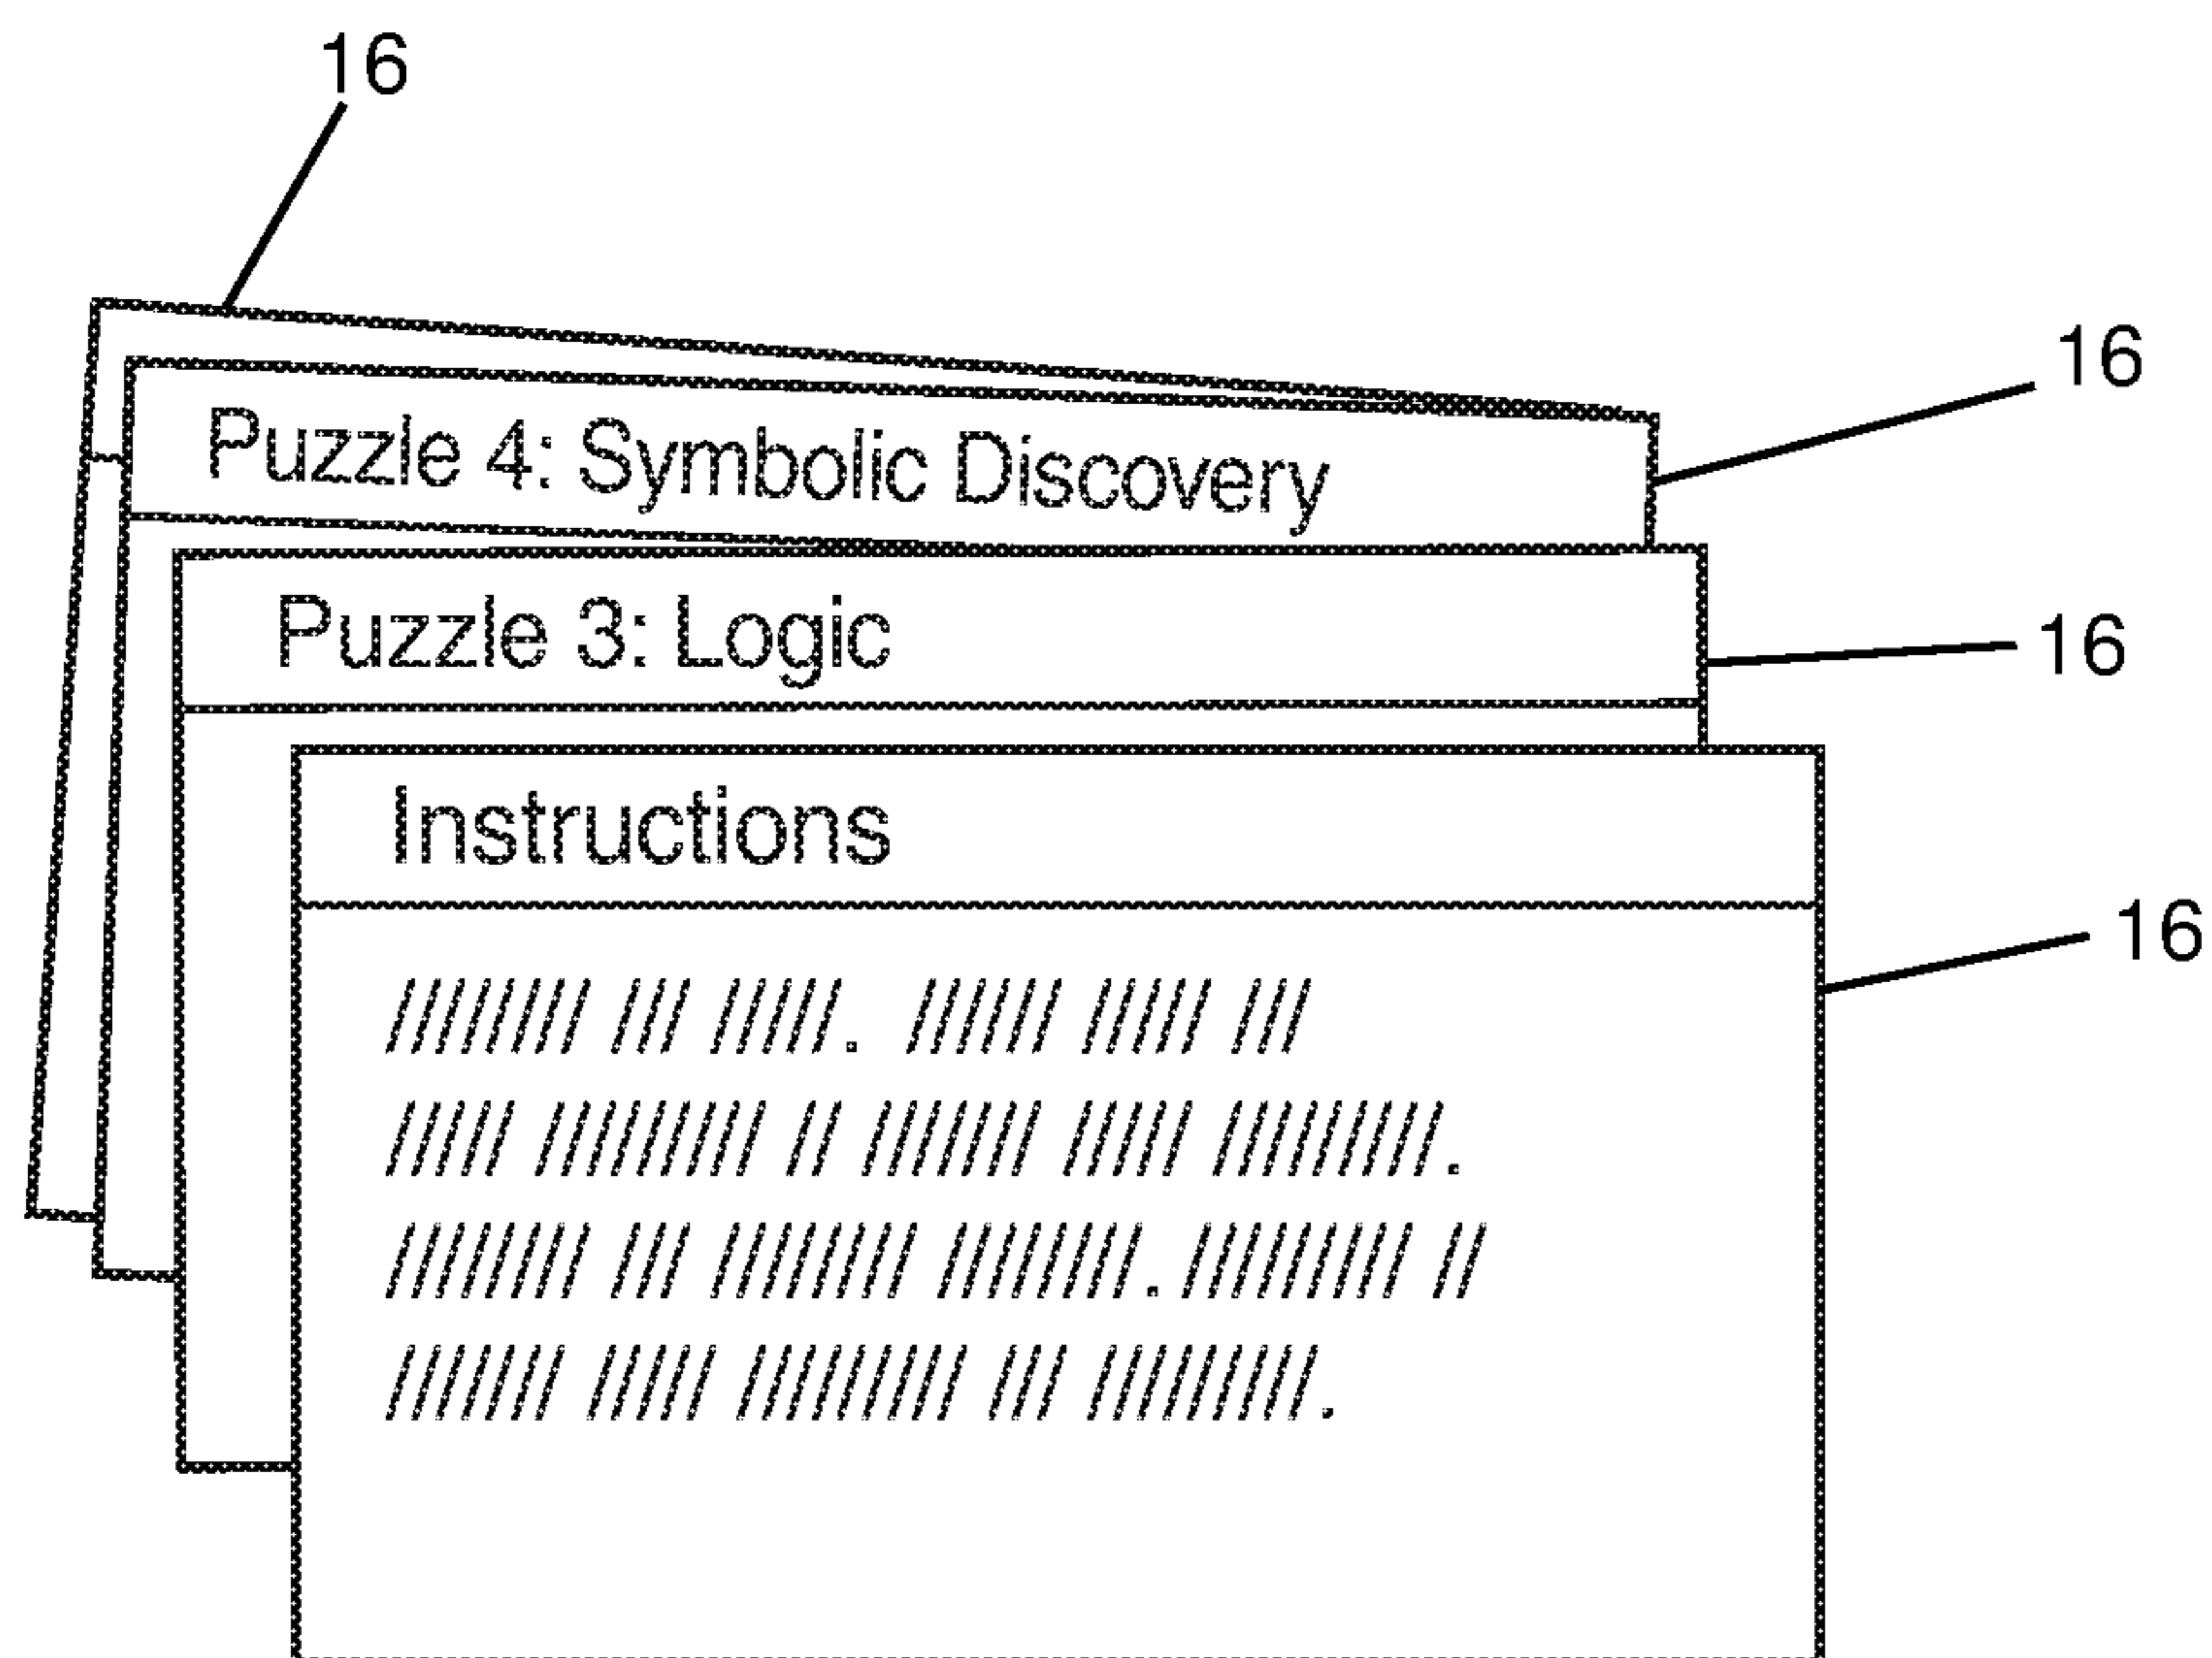 16
16
Puzzle 4: Symbolic Discovery
Puzzle 3: Logic
16
Instructions
16
//////// /// /////. ////// ///// ///
///// ///////// // /////// ///// /////////.
//////// /// //////// ////////. ///////// //
/////// ///// ///////// /// /////////.